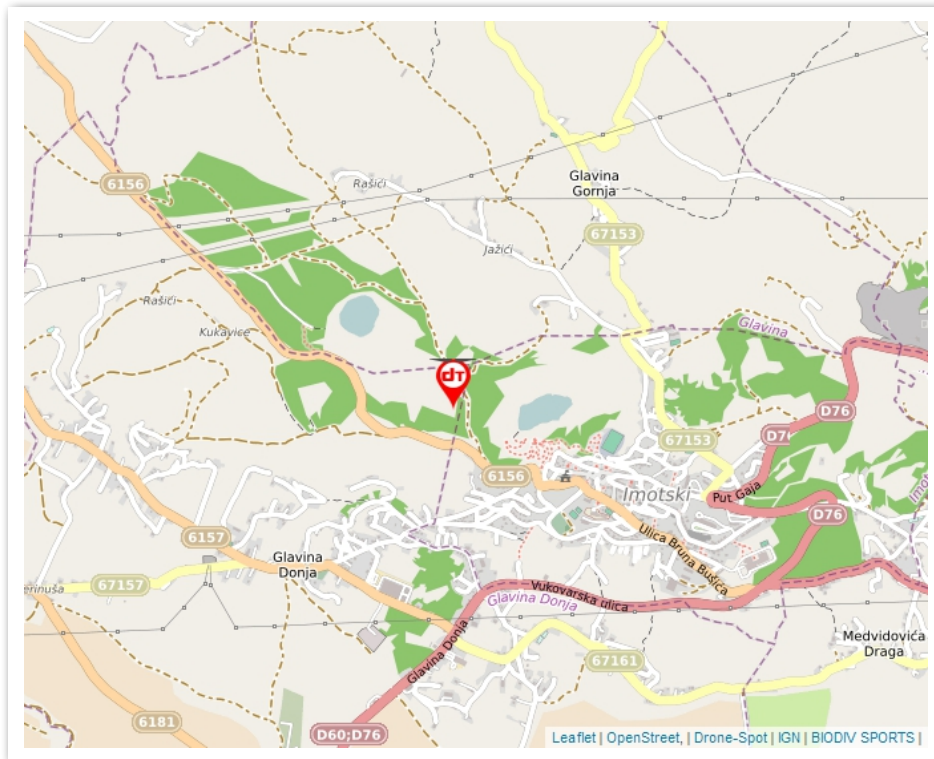 6156
Rašići
Glavina
Gornja
67153
Jažići
Rašići
Kukavice
Glavina
dT
D76
67153
6156
Imotski
Put Gaja
D76
Ulica Bruna Bušića
6157
Glavina
Donja
67157
Vukovarska ulica
Glavina Donja
Medvidovića
Draga
67161
Glavina Donja
6181
D60;D76
Leaflet | OpenStreet, | Drone-Spot | IGN | BIODIV SPORTS |